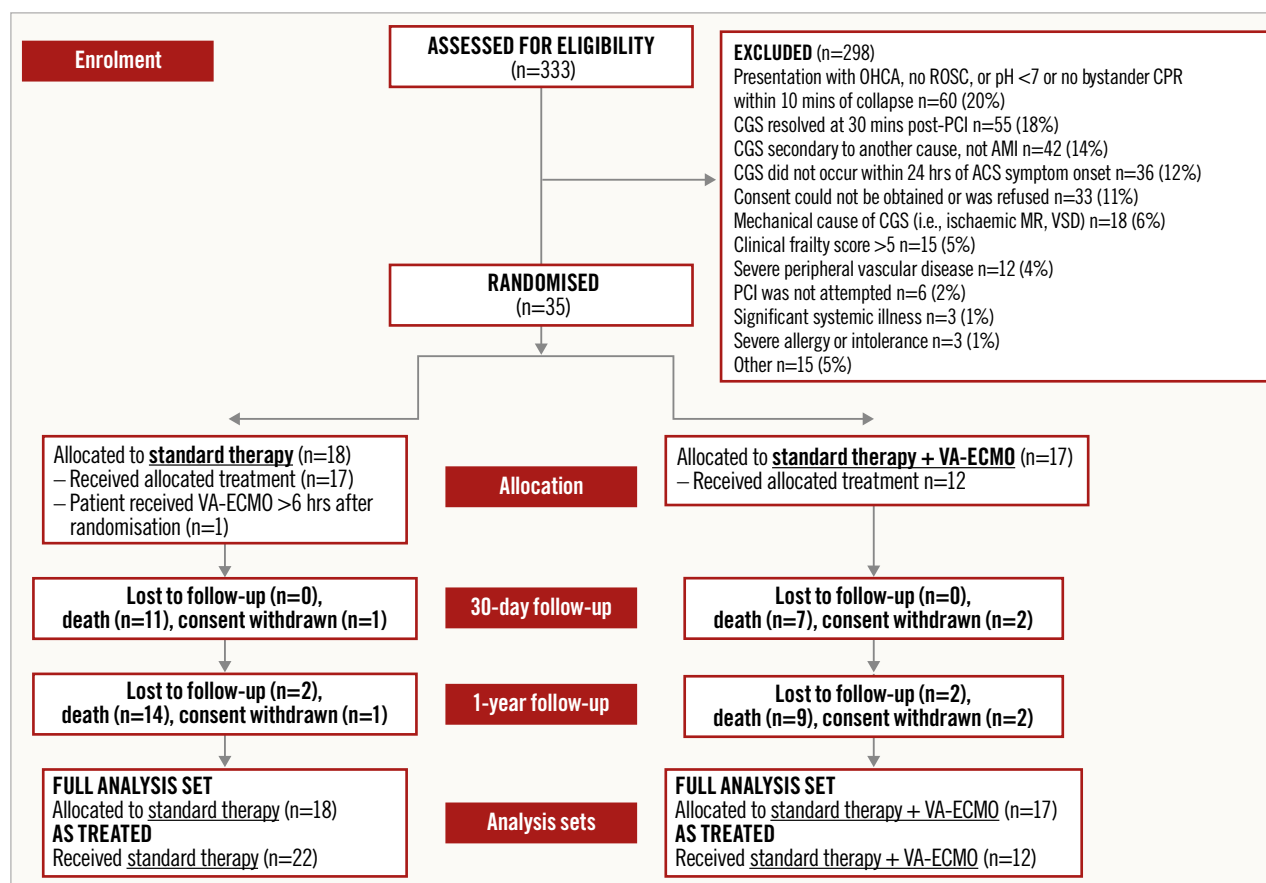 Enrolment
ASSESSED FOR ELIGIBILITY
(n=333)
EXCLUDED (n=298)
Presentation with OHCA, no ROSC, or pH <7 or no bystander CPR
within 10 mins of collapse n=60 (20%)
CGS resolved at 30 mins post-PCI n=55 (18%)
CGS secondary to another cause, not AMI n=42 (14%)
CGS did not occur within 24 hrs of ACS symptom onset n=36 (12%)
Consent could not be obtained or was refused n=33 (11%)
Mechanical cause of CGS (i.e., ischaemic MR, VSD) n=18 (6%)
Clinical frailty score >5 n=15 (5%)
Severe peripheral vascular disease n=12 (4%)
PCI was not attempted n=6 (2%)
Significant systemic illness n=3 (1%)
Severe allergy or intolerance n=3 (1%)
Other n=15 (5%)
RANDOMISED
(n=35)
Allocated to standard therapy (n=18)
– Received allocated treatment (n=17)
– Patient received VA-ECMO >6 hrs after
randomisation (n=1)
Allocation
Allocated to standard therapy + VA-ECMO (n=17)
– Received allocated treatment n=12
Lost to follow-up (n=0),
death (n=11), consent withdrawn (n=1)
30-day follow-up
Lost to follow-up (n=0),
death (n=7), consent withdrawn (n=2)
Lost to follow-up (n=2),
death (n=14), consent withdrawn (n=1)
1-year follow-up
Lost to follow-up (n=2),
death (n=9), consent withdrawn (n=2)
FULL ANALYSIS SET
Allocated to standard therapy (n=18)
AS TREATED
Received standard therapy (n=22)
Analysis sets
FULL ANALYSIS SET
Allocated to standard therapy + VA-ECMO (n=17)
AS TREATED
Received standard therapy + VA-ECMO (n=12)